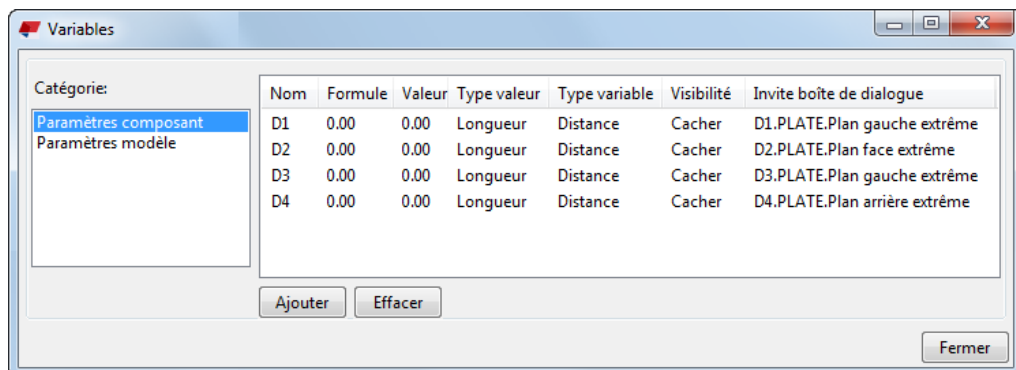 Variables
Catégorie:
Paramètres composant
Paramètres modèle
Nom Formule Valeur Type valeur Type variable Visibilité Invite boîte de dialogue
D1 0.00 0.00 Longueur Distance Cacher D1.PLATE.Plan gauche extrême
D2 0.00 0.00 Longueur Distance Cacher D2.PLATE.Plan face extrême
D3 0.00 0.00 Longueur Distance Cacher D3.PLATE.Plan gauche extrême
D4 0.00 0.00 Longueur Distance Cacher D4.PLATE.Plan arrière extrême
Ajouter Effacer
Fermer